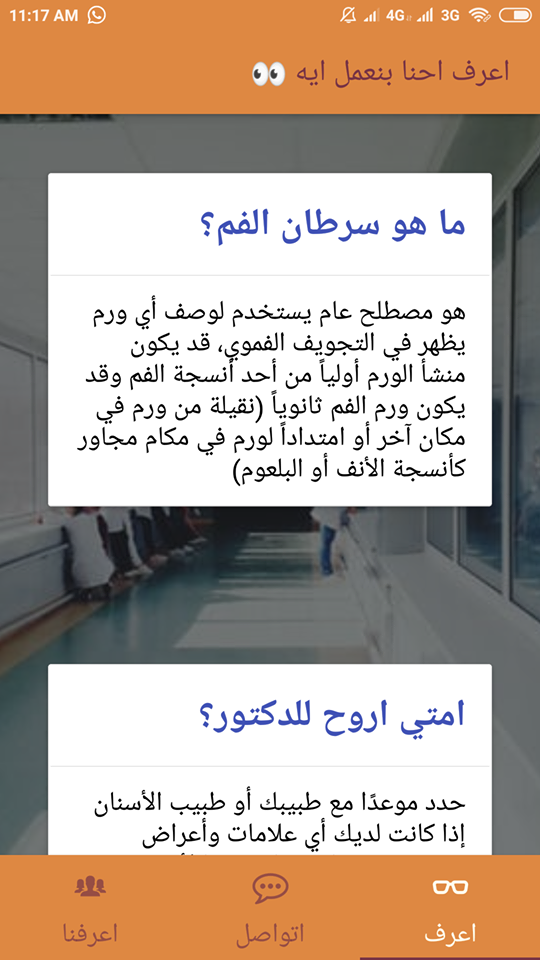 11:17 AM 4G 3G
اعرف احنا بنعمل ايه 👀
ما هو سرطان الفم؟
هو مصطلح عام يستخدم لوصف أي ورم
يظهر في التجويف الفموي، قد يكون
منشأ الورم أولياً من أحد أنسجة الفم وقد
يكون ورم الفم ثانوياً (نقيلة من ورم في
مكان آخر أو امتداداً لورم في مكام مجاور
كأنسجة الأنف أو البلعوم)
امتي اروح للدكتور؟
حدد موعدًا مع طبيبك أو طبيب الأسنان
إذا كانت لديك أي علامات وأعراض
اعرف
اتواصل
اعرفنا